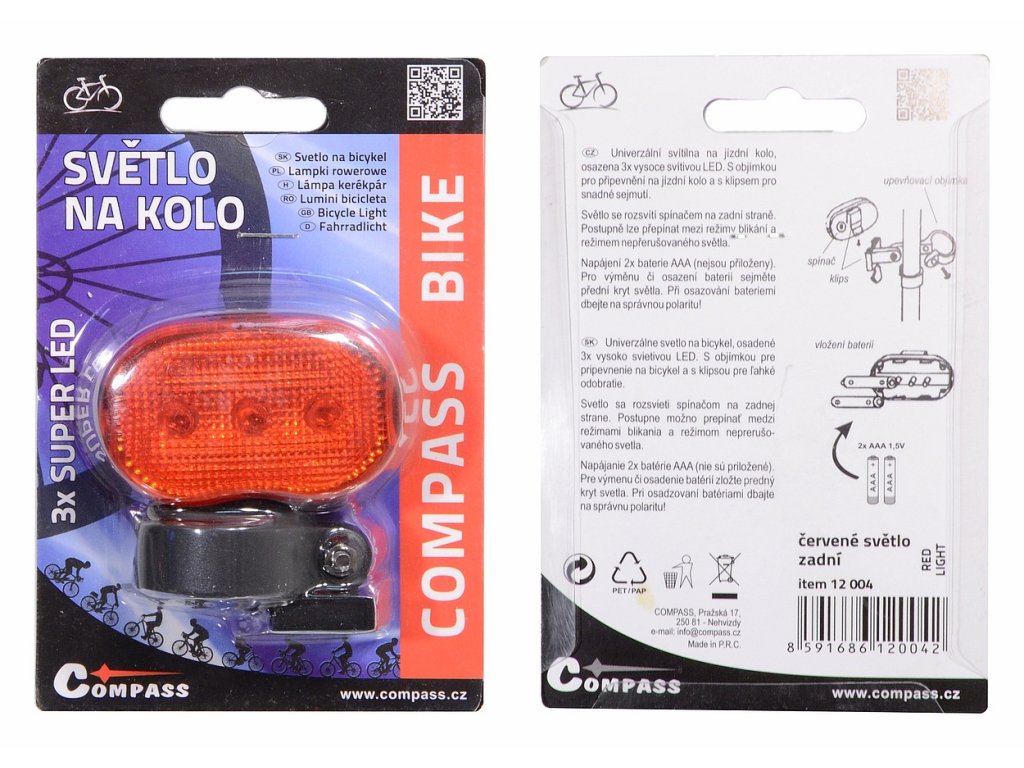 SVĚTLO
NA KOLO
SK Svetlo na bicykel
PL Lampki rowerowe
H Lámpa kerékpár
RO Lumini bicicleta
GB Bicycle Light
D Fahrradlicht
3x SUPER LED
COMPASS BIKE
COMPASS
www.compass.cz
CZ Univerzální svítilna na jízdní kolo,
osazena 3x vysoce svítivou LED. S objímkou
pro připevnění na jízdní kolo a s klipsem pro
snadné sejmutí.
Světlo se rozsvítí spínačem na zadní straně.
Postupně lze přepínat mezi režimy blikání a
režimem nepřerušovaného světla.
Napájení 2x baterie AAA (nejsou přiloženy).
Pro výměnu či osazení baterií sejměte
přední kryt světla. Při osazování bateriemi
dbejte na správnou polaritu!
upevňovací objímka
spínač
klips
SK Univerzálne svetlo na bicykel, osadené
3x vysoko svietivou LED. S objímkou pre
pripevnenie na bicykel a s klipsou pre ľahké
odobratie.
Svetlo sa rozsvieti spínačom na zadnej
strane. Postupne možno prepínať medzi
režimami blikania a režimom neprerušo-
vaného svetla.
Napájanie 2x batérie AAA (nie sú priložené).
Pre výmenu či osadenie batérií zložte predný
kryt svetla. Pri osadzovaní batériami dbajte
na správnu polaritu!
vložení baterií
2x AAA 1,5V
AAA +
AAA +
červené světlo
zadní
RED
LIGHT
item 12 004
PET / PAP
COMPASS, Pražská 17,
250 81 - Nehvizdy
e-mail: info@compass.cz
Made in P.R.C.
8 591686 120042
COMPASS
www.compass.cz